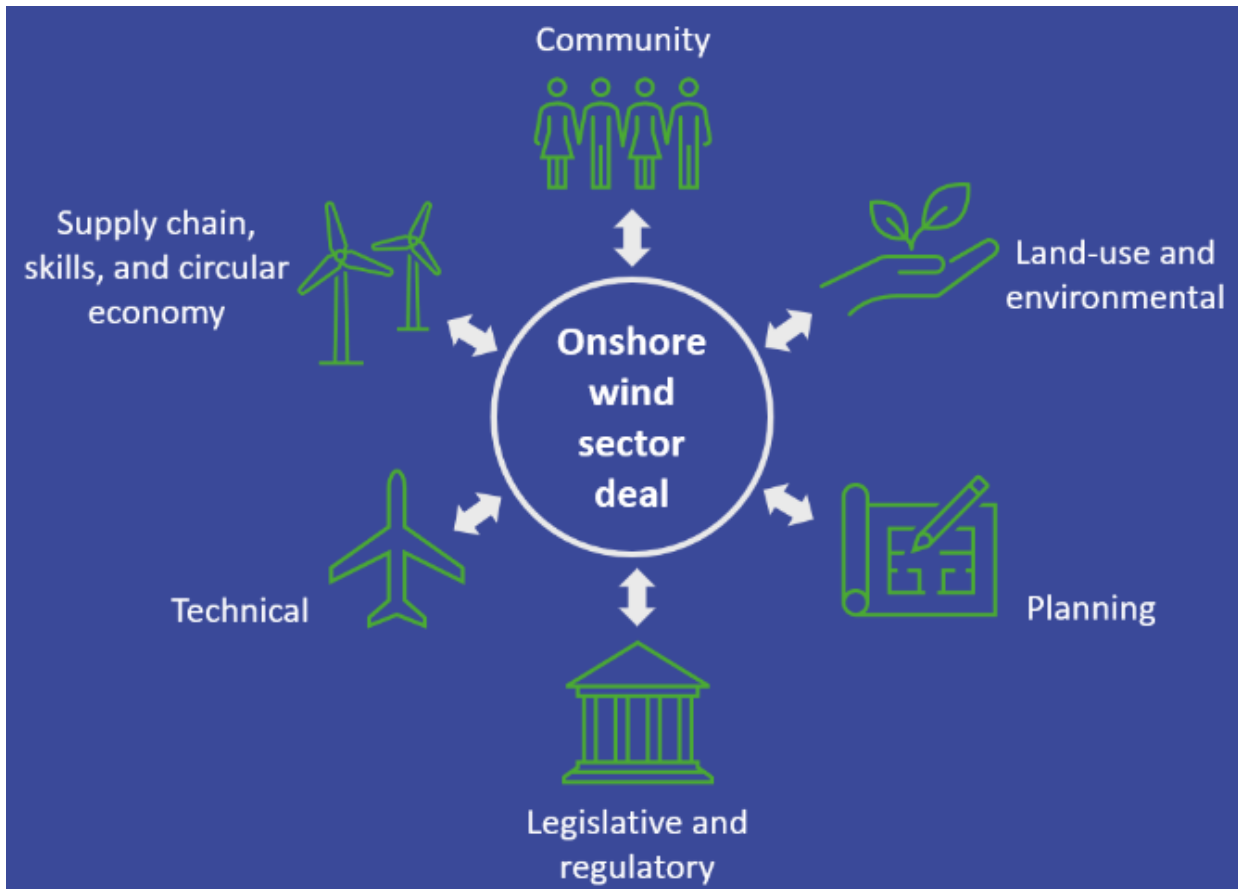 Community
Supply chain,
skills, and circular
economy
Land-use and
environmental
Onshore
wind
sector
deal
Technical
Planning
Legislative and
regulatory